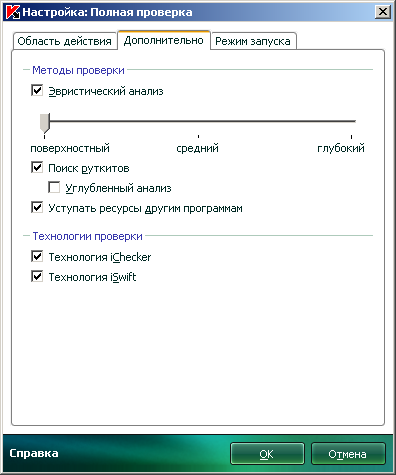 Настройка: Полная проверка
Область действия Дополнительно Режим запуска
Методы проверки
Эвристический анализ
поверхностный средний глубокий
Поиск руткитов
Углубленный анализ
Уступать ресурсы другим программам
Технологии проверки
Технология iChecker
Технология iSwift
Справка OK Отмена